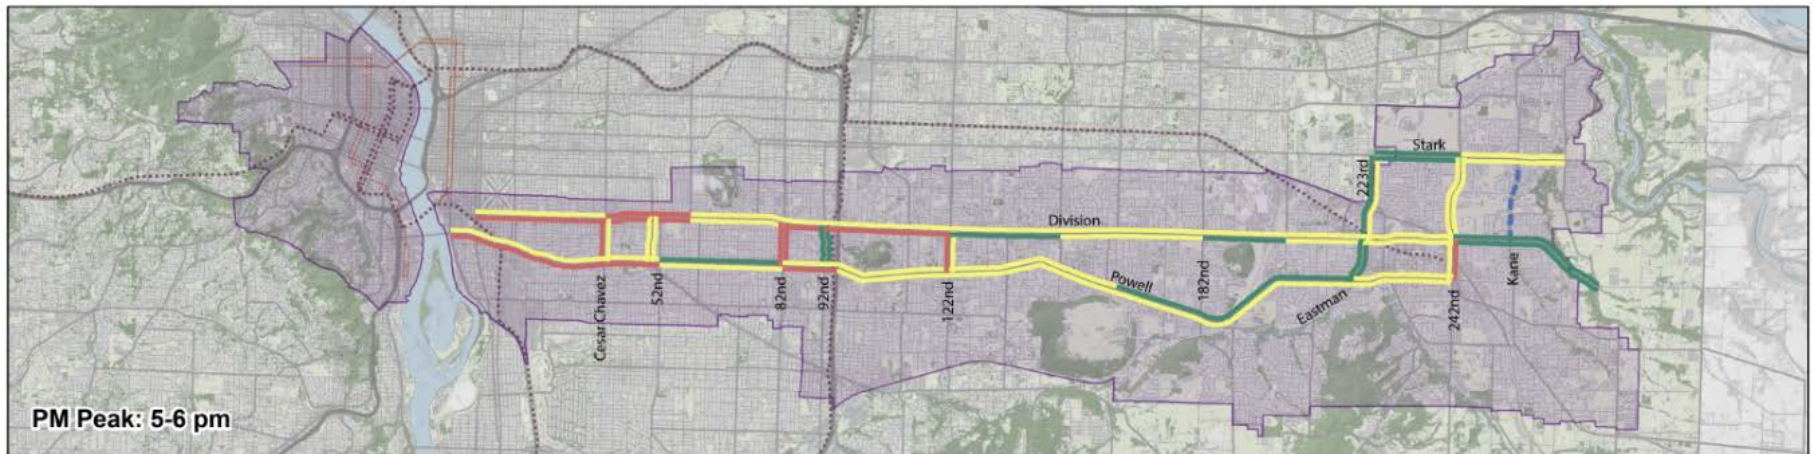 Stark
223rd
Division
Cesar Chavez
52nd
82nd
92nd
122nd
Powell
182nd
Eastman
242nd
Kane
PM Peak: 5-6 pm